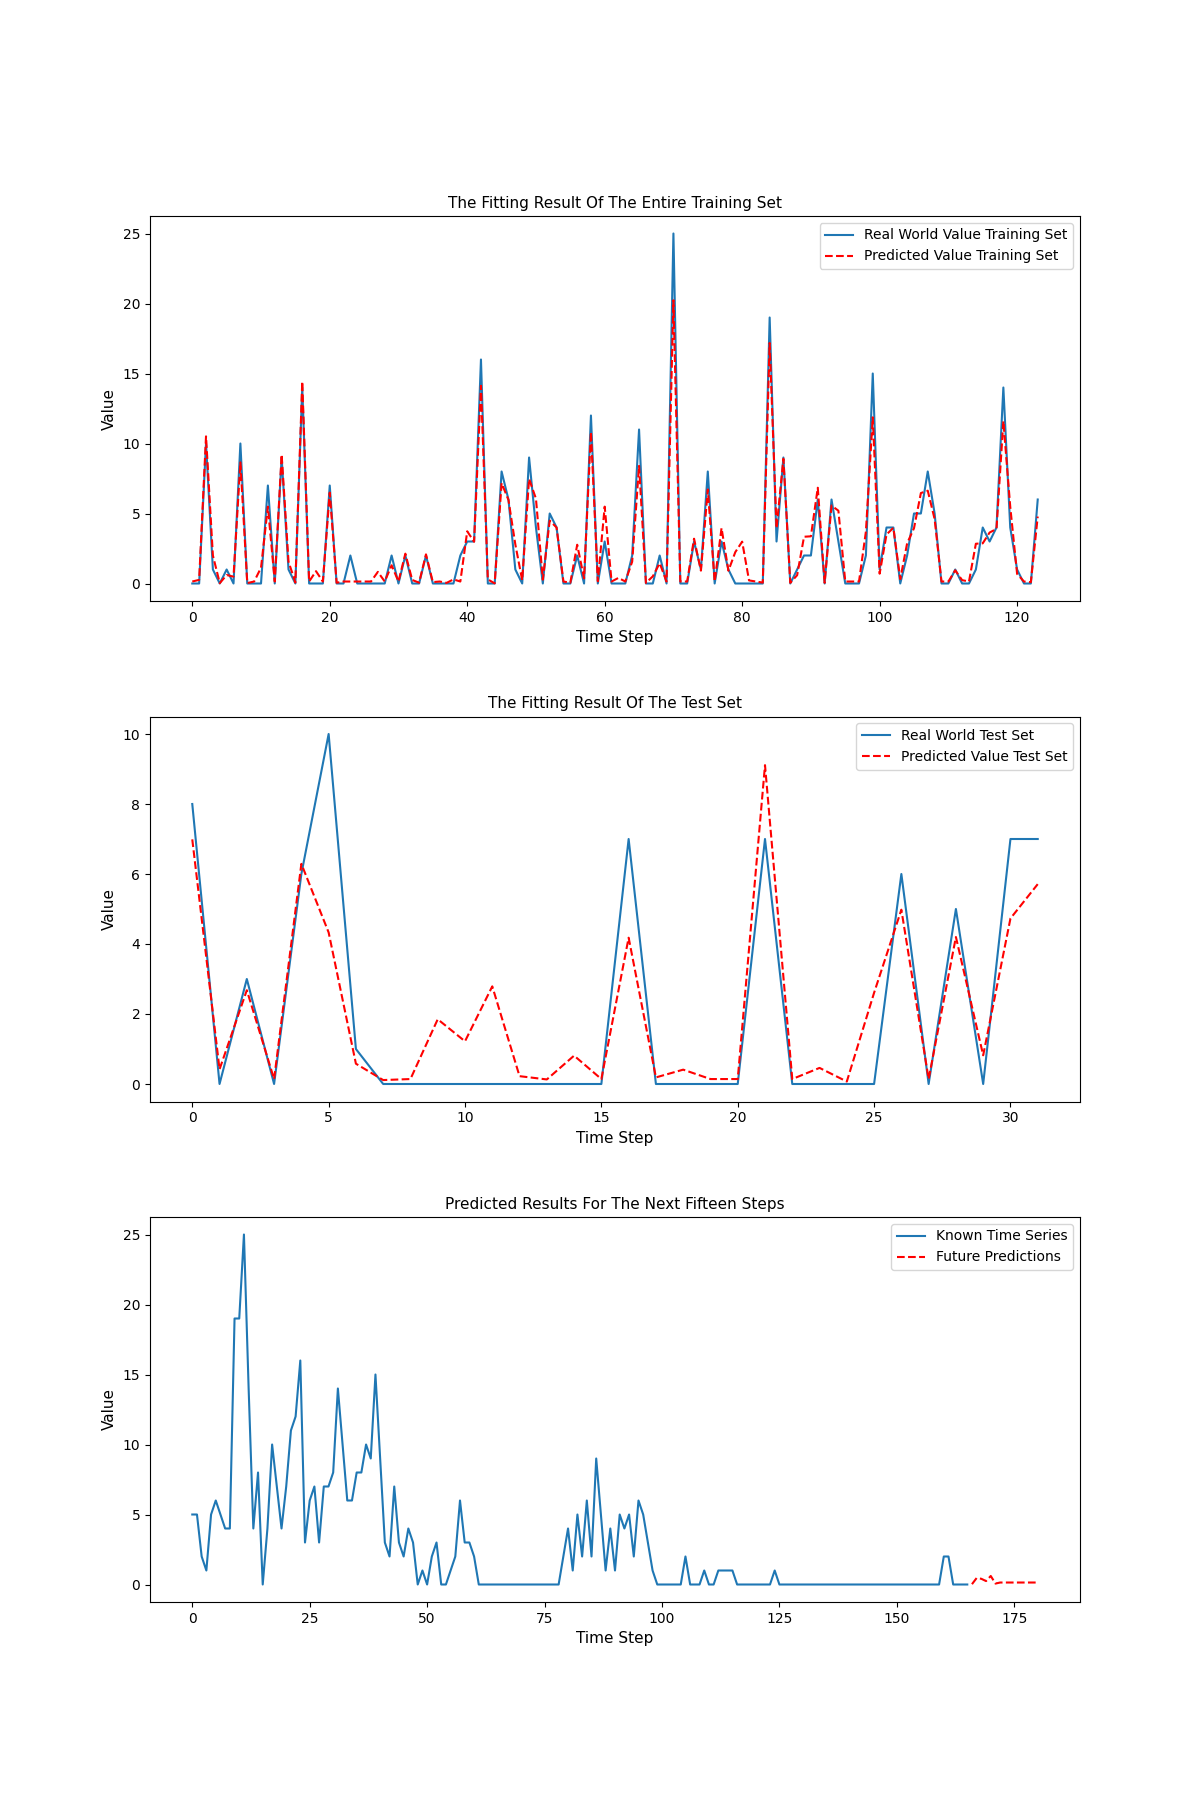 The Fitting Result Of The Entire Training Set
Real World Value Training Set
Predicted Value Training Set
Value
25
20
15
10
5
0
0 20 40 60 80 100 120
Time Step
The Fitting Result Of The Test Set
Real World Test Set
Predicted Value Test Set
Value
10
8
6
4
2
0
0 5 10 15 20 25 30
Time Step
Predicted Results For The Next Fifteen Steps
Known Time Series
Future Predictions
Value
25
20
15
10
5
0
0 25 50 75 100 125 150 175
Time Step